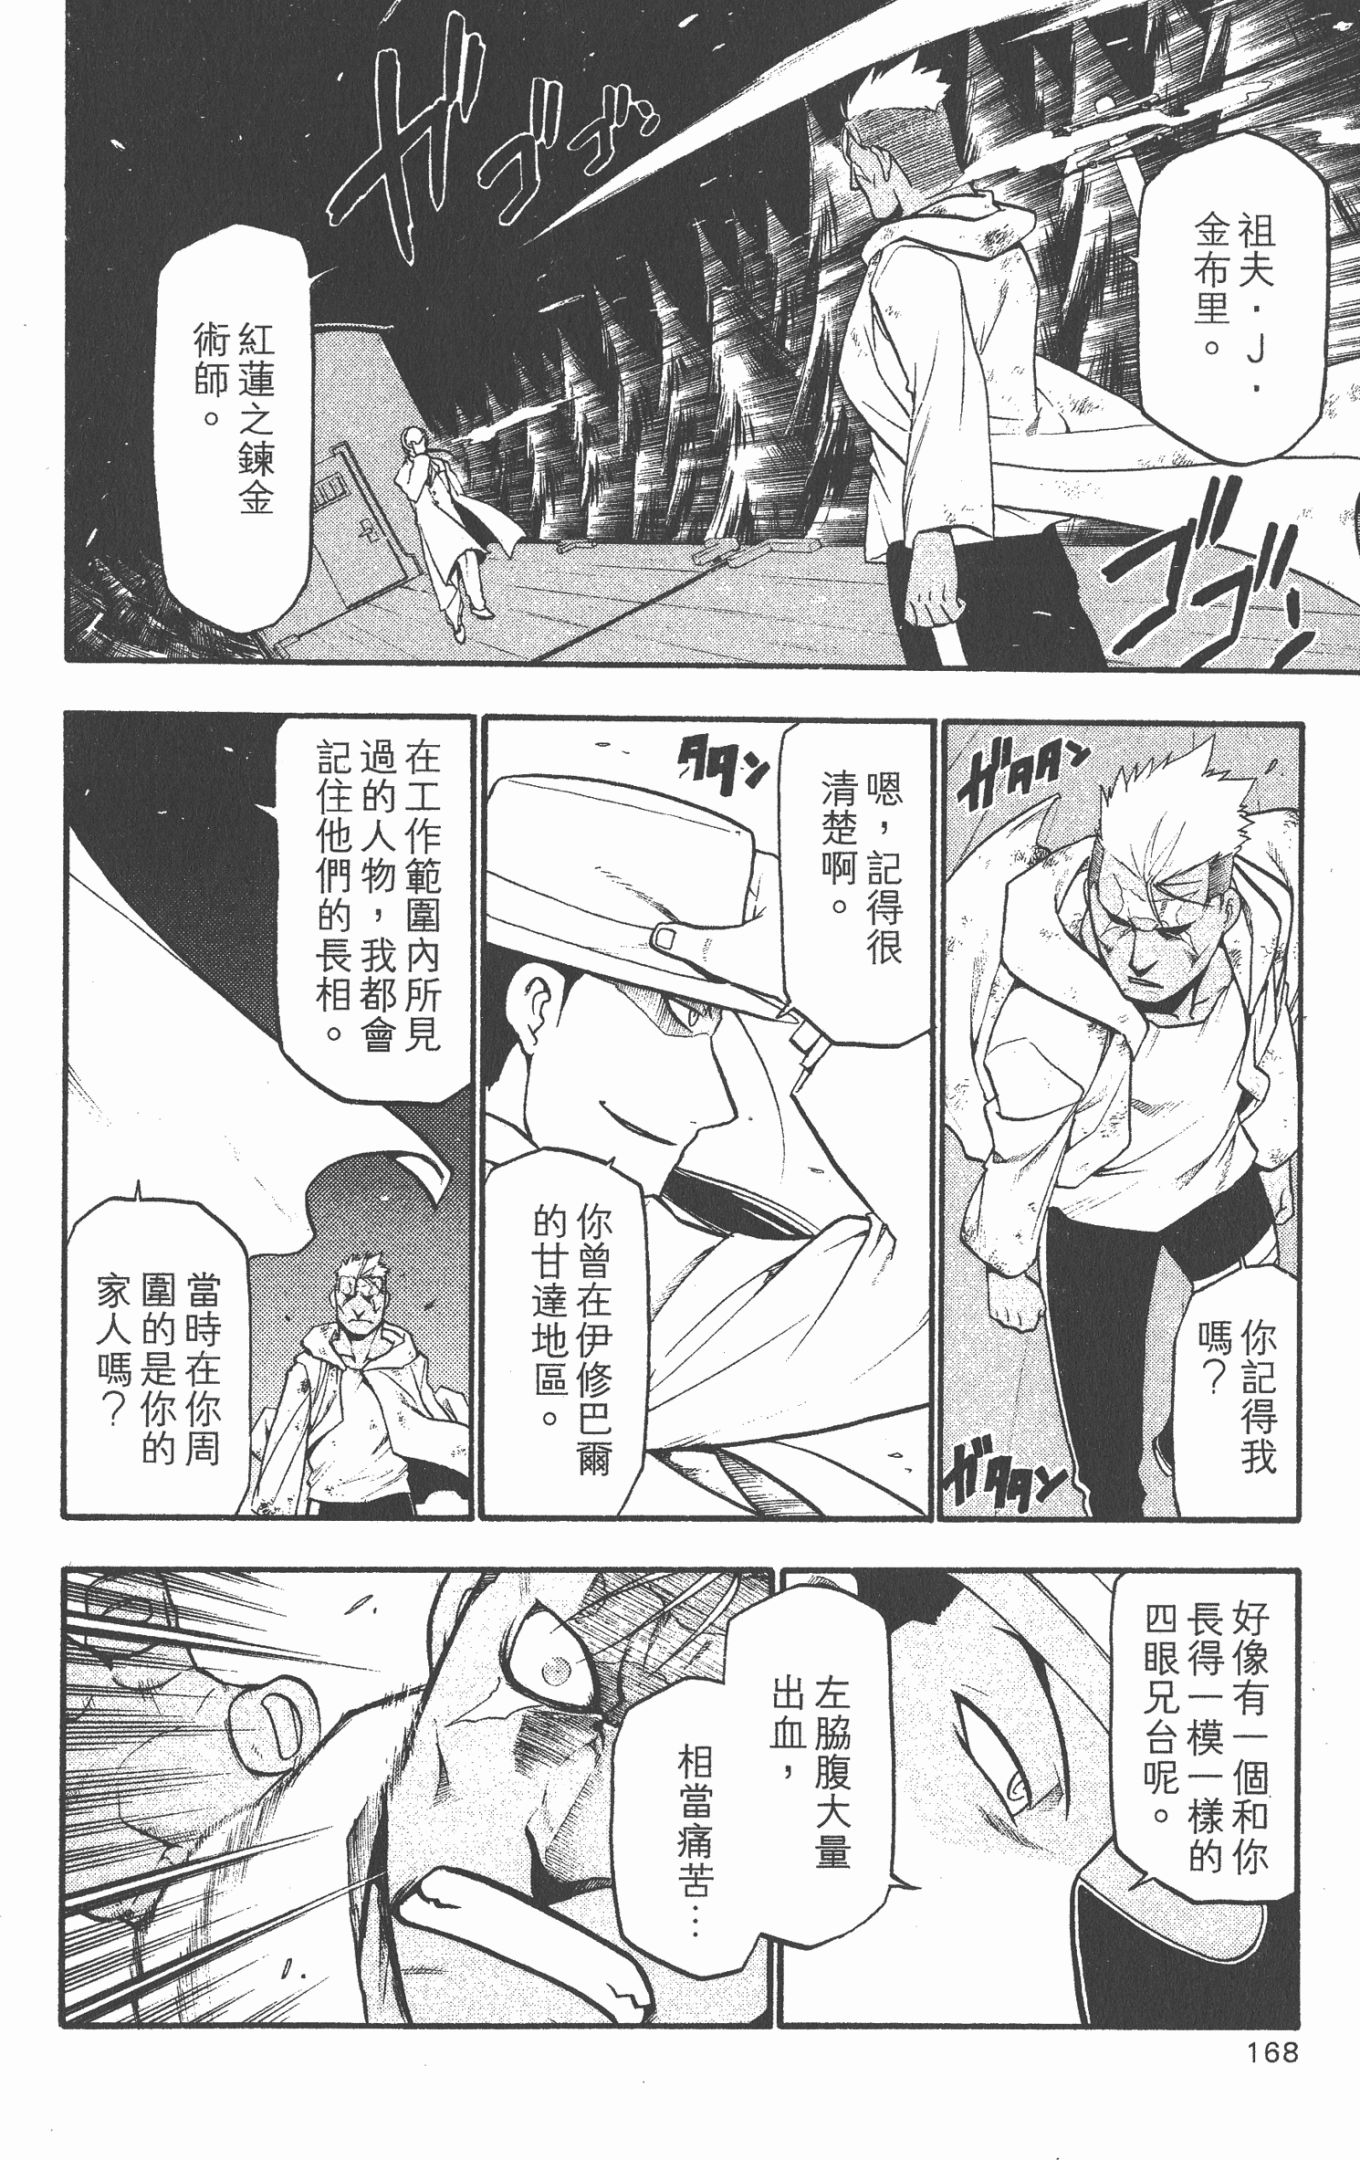 祖夫．J．
金布里。
ゴゴゴン
紅蓮之鍊金
術師。
ガゴゴン
你記得我
嗎？
ガタタン
ガタタン
嗯，記得很
清楚啊。
タタン
你曾在伊修巴爾
的甘達地區。
在工作範圍內所見
過的人物，我都會
記住他們的長相。
當時在你周
圍的是你的
家人嗎？
好像有一個和你
長得一模一樣的
四眼兄台呢。
左脇腹大量
出血，
相當痛苦…
168